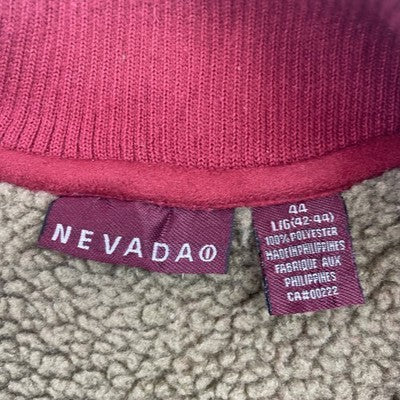 NEVADA
44
L/G(42-44)
100% POLYESTER
MADE IN PHILIPPINES
FABRIQUE AUX
PHILIPPINES
CA#00222